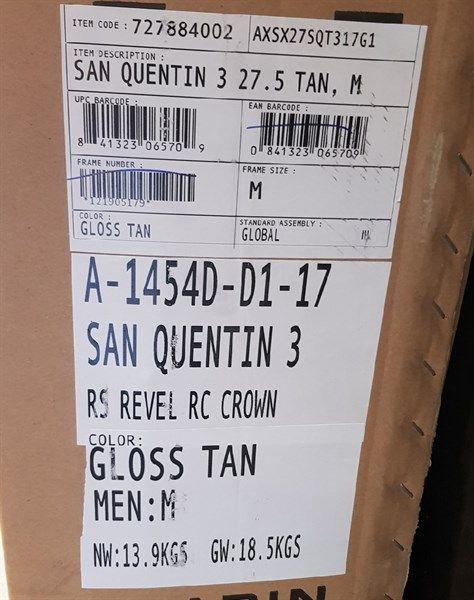 ITEM CODE : 727884002 AXSX27SQT317G1
ITEM DESCRIPTION :
SAN QUENTIN 3 27.5 TAN, M
UPC BARCODE : EAN BARCODE :
8 41323 06570 9 0 841323 065709
FRAME NUMBER : FRAME SIZE :
*121905179* M
COLOR : STANDARD ASSEMBLY :
GLOSS TAN GLOBAL
A-1454D-D1-17
SAN QUENTIN 3
RS REVEL RC CROWN
COLOR:
GLOSS TAN
MEN:M
NW:13.9KGS GW:18.5KGS